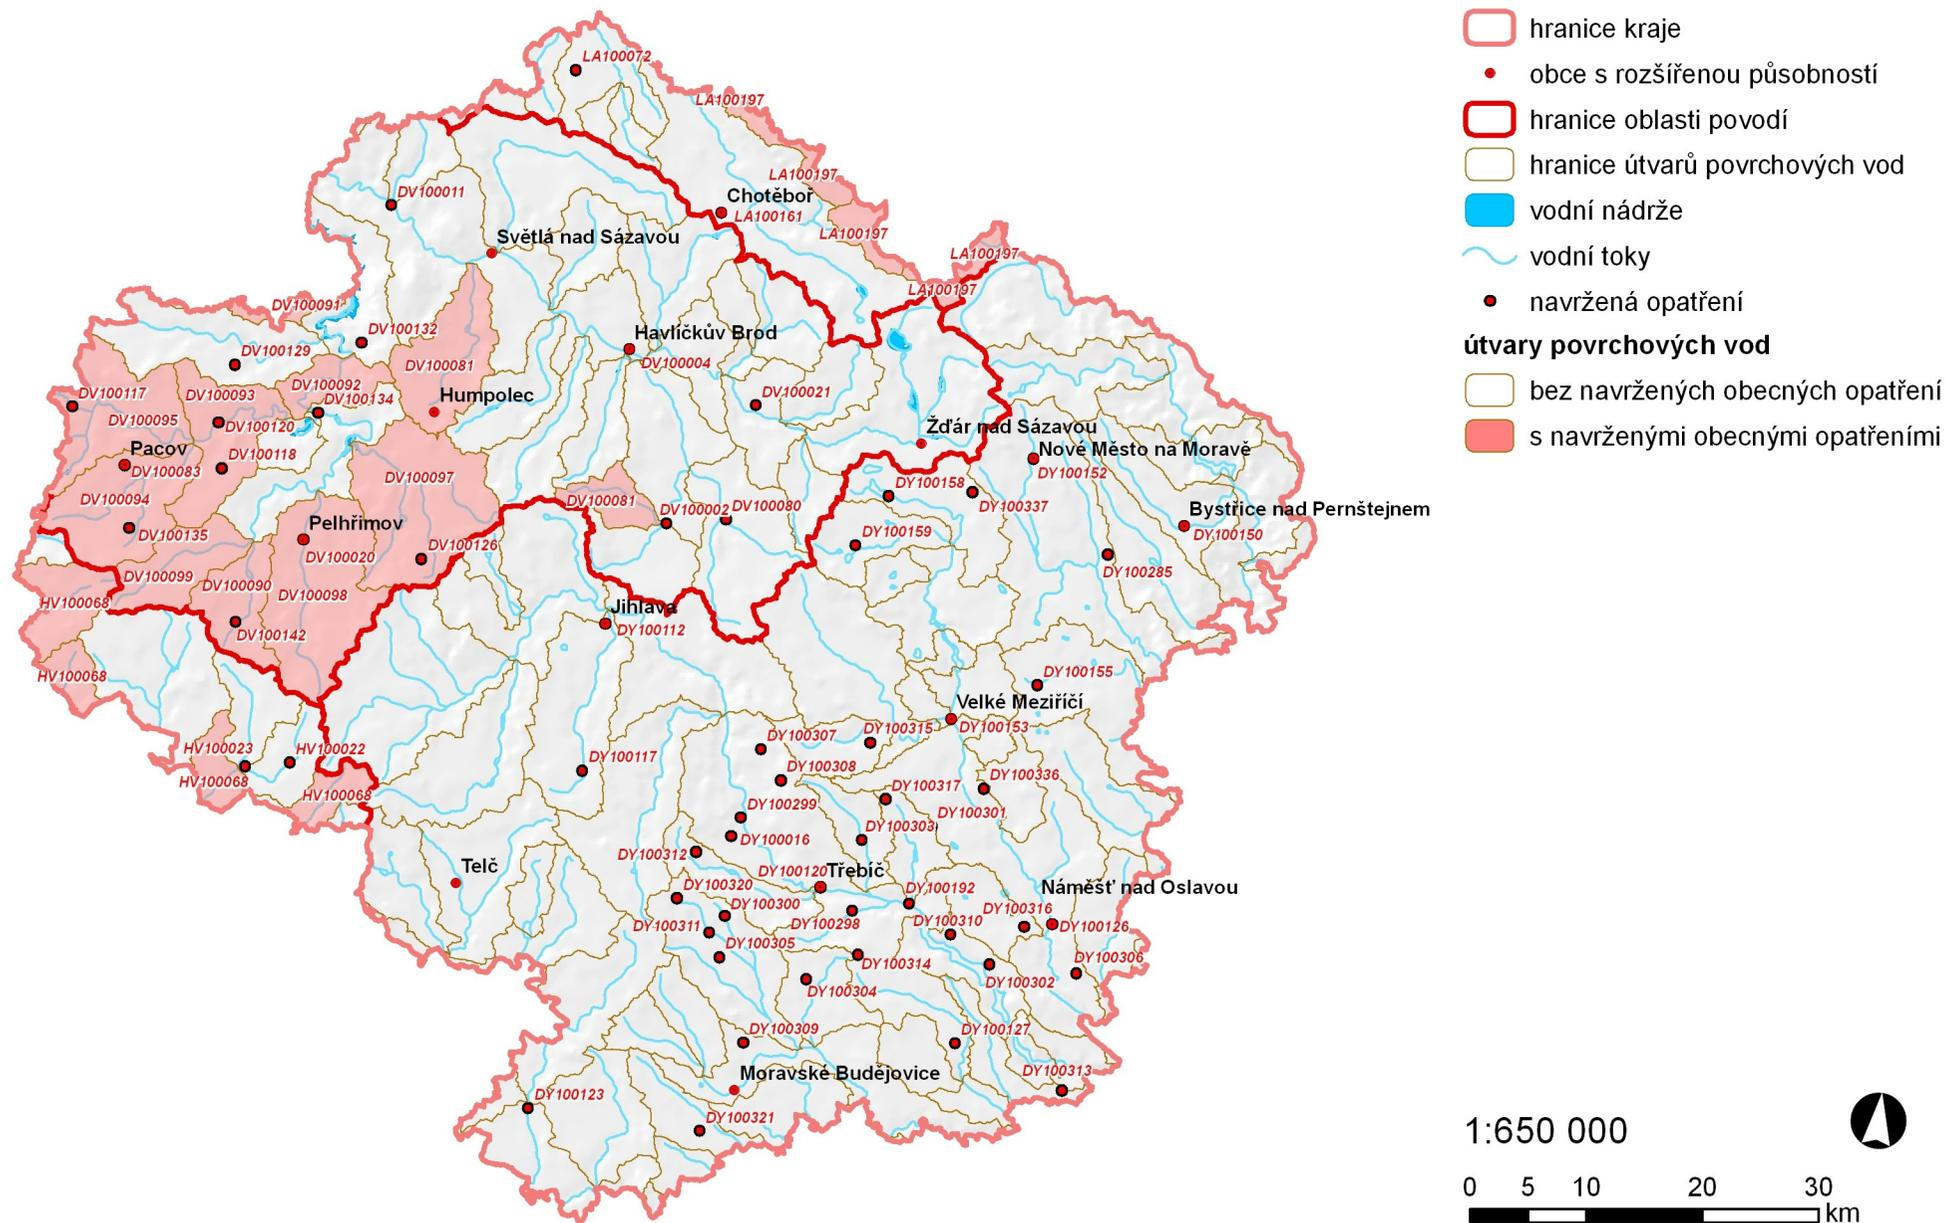 hranice kraje
obce s rozšířenou působností
hranice oblasti povodí
hranice útvarů povrchových vod
vodní nádrže
vodní toky
navržená opatření
útvary povrchových vod
bez navržených obecných opatření
s navrženými obecnými opatřeními
LA100072
LA100197
LA100197
DV100011
Chotěboř
LA100161
LA100197
Světlá nad Sázavou
LA100197
LA100197
DV100091
DV100132
Havlíčkův Brod
DV100004
DV100129
DV100081
DV100117
DV100093
DV100092
DV100134
Humpolec
DV100021
DV100095
DV100120
Žďár nad Sázavou
Pacov
DV100083
DV100118
Nové Město na Moravě
DY100152
DV100094
DV100097
DV100081
DV100002
DV100080
DY100158
DY100337
Bystřice nad Pernštejnem
DY100150
DV100135
Pelhřimov
DV100020
DV100126
DY100159
DY100285
DV100099
DV100090
DV100098
HV100068
Jihlava
DY100112
DV100142
HV100068
DY100155
Velké Meziříčí
DY100153
HV100023
HV100022
DY100117
DY100307
DY100315
DY100308
HV100068
HV100068
DY100336
DY100317
DY100299
DY100301
DY100303
DY100016
DY100312
Telč
DY100120
Třebíč
DY100320
DY100192
Náměšť nad Oslavou
DY100300
DY100316
DY100311
DY100298
DY100310
DY100126
DY100305
DY100314
DY100306
DY100304
DY100302
DY100309
DY100127
Moravské Budějovice
DY100313
DY100123
DY100321
1:650 000
0 5 10 20 30
km